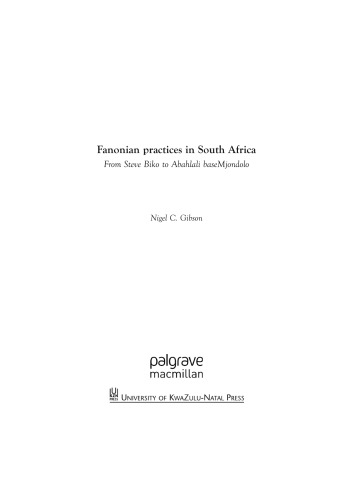 Fanonian practices in South Africa
From Steve Biko to Abahlali baseMjondolo
Nigel C. Gibson
palgrave
macmillan
University of KwaZulu-Natal Press